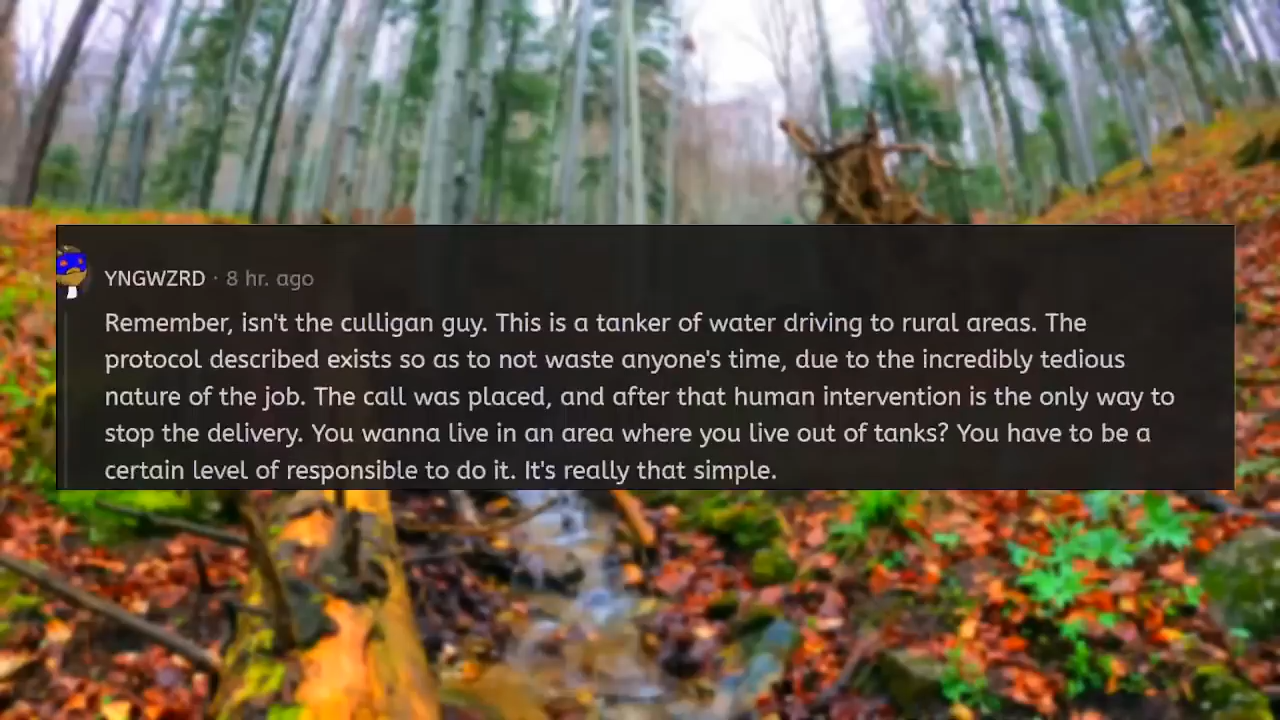 YNGWZRD · 8 hr. ago
Remember, isn't the culligan guy. This is a tanker of water driving to rural areas. The
protocol described exists so as to not waste anyone's time, due to the incredibly tedious
nature of the job. The call was placed, and after that human intervention is the only way to
stop the delivery. You wanna live in an area where you live out of tanks? You have to be a
certain level of responsible to do it. It's really that simple.